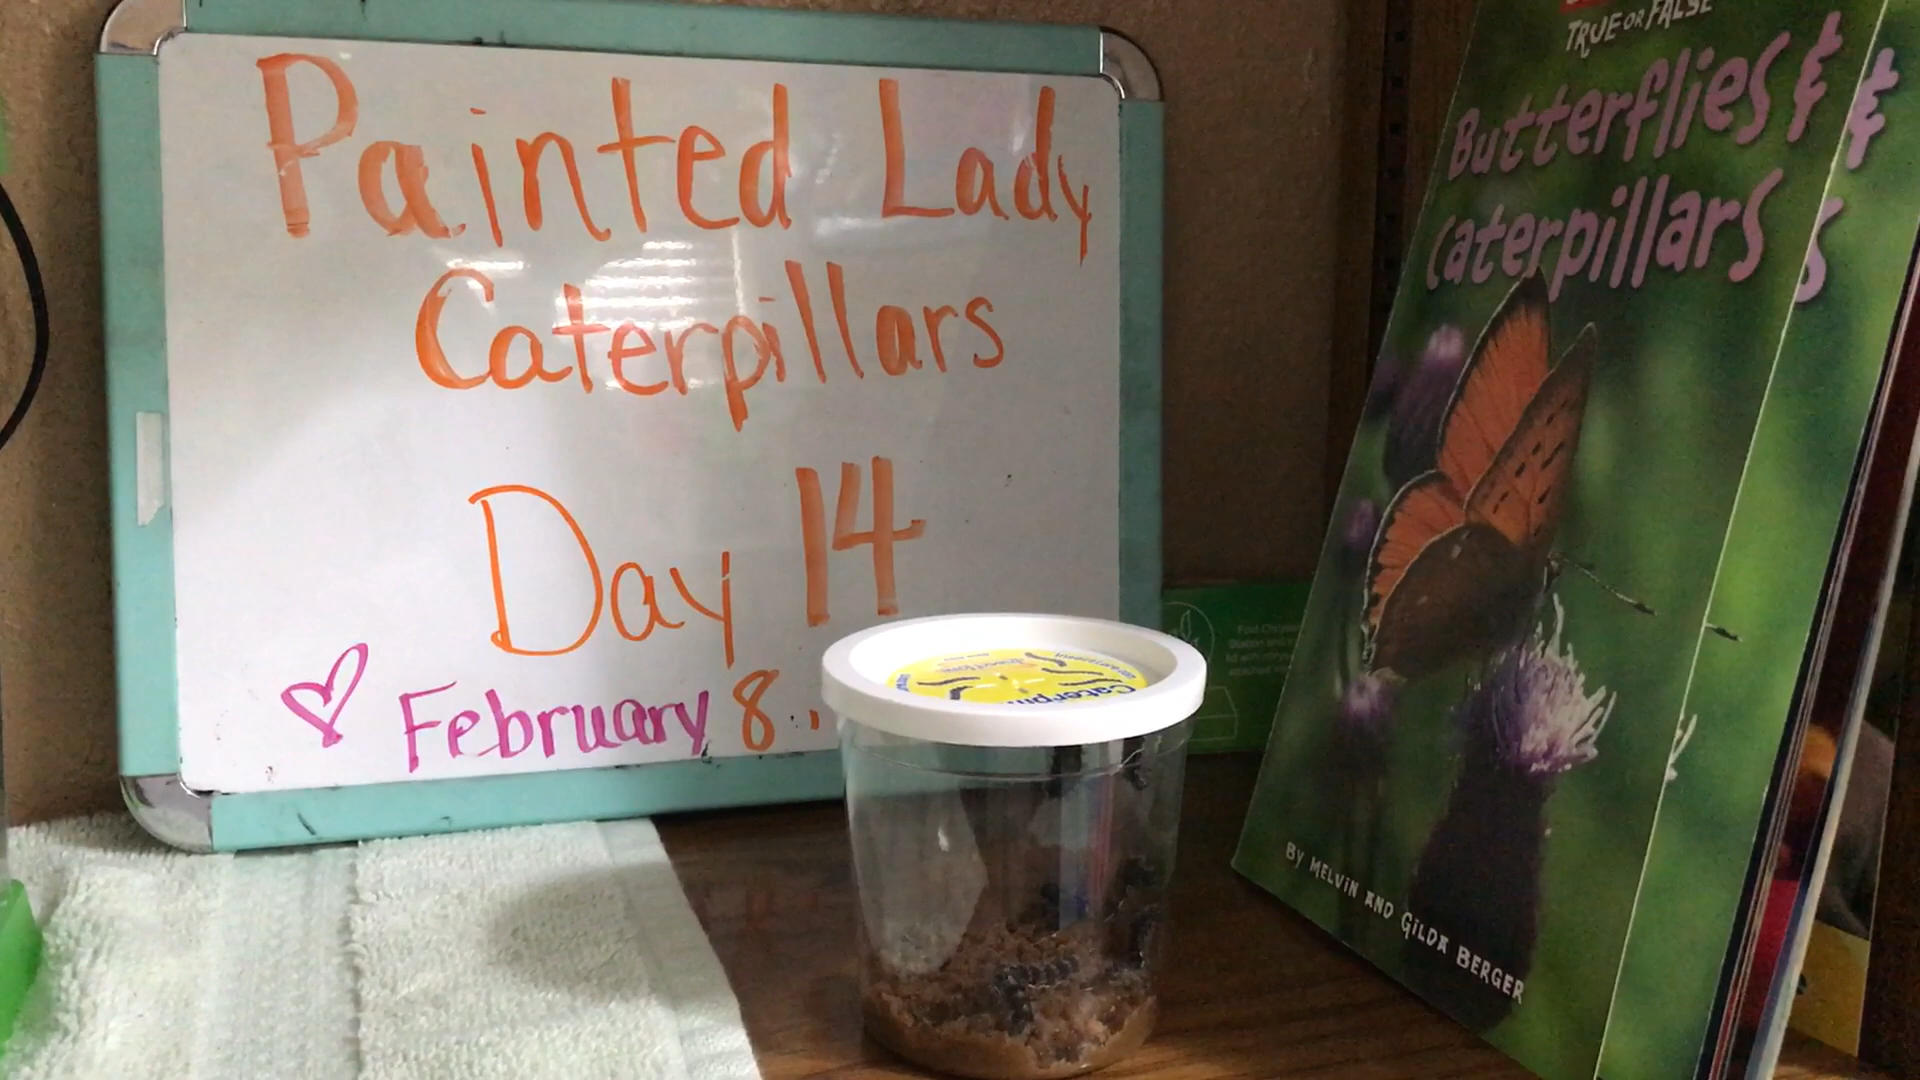 Painted Lady
Caterpillars
Day 14
February 8,
TRUE OR FALSE
Butterflies &
caterpillars
BY MELVIN AND GILDA BERGER
&
s